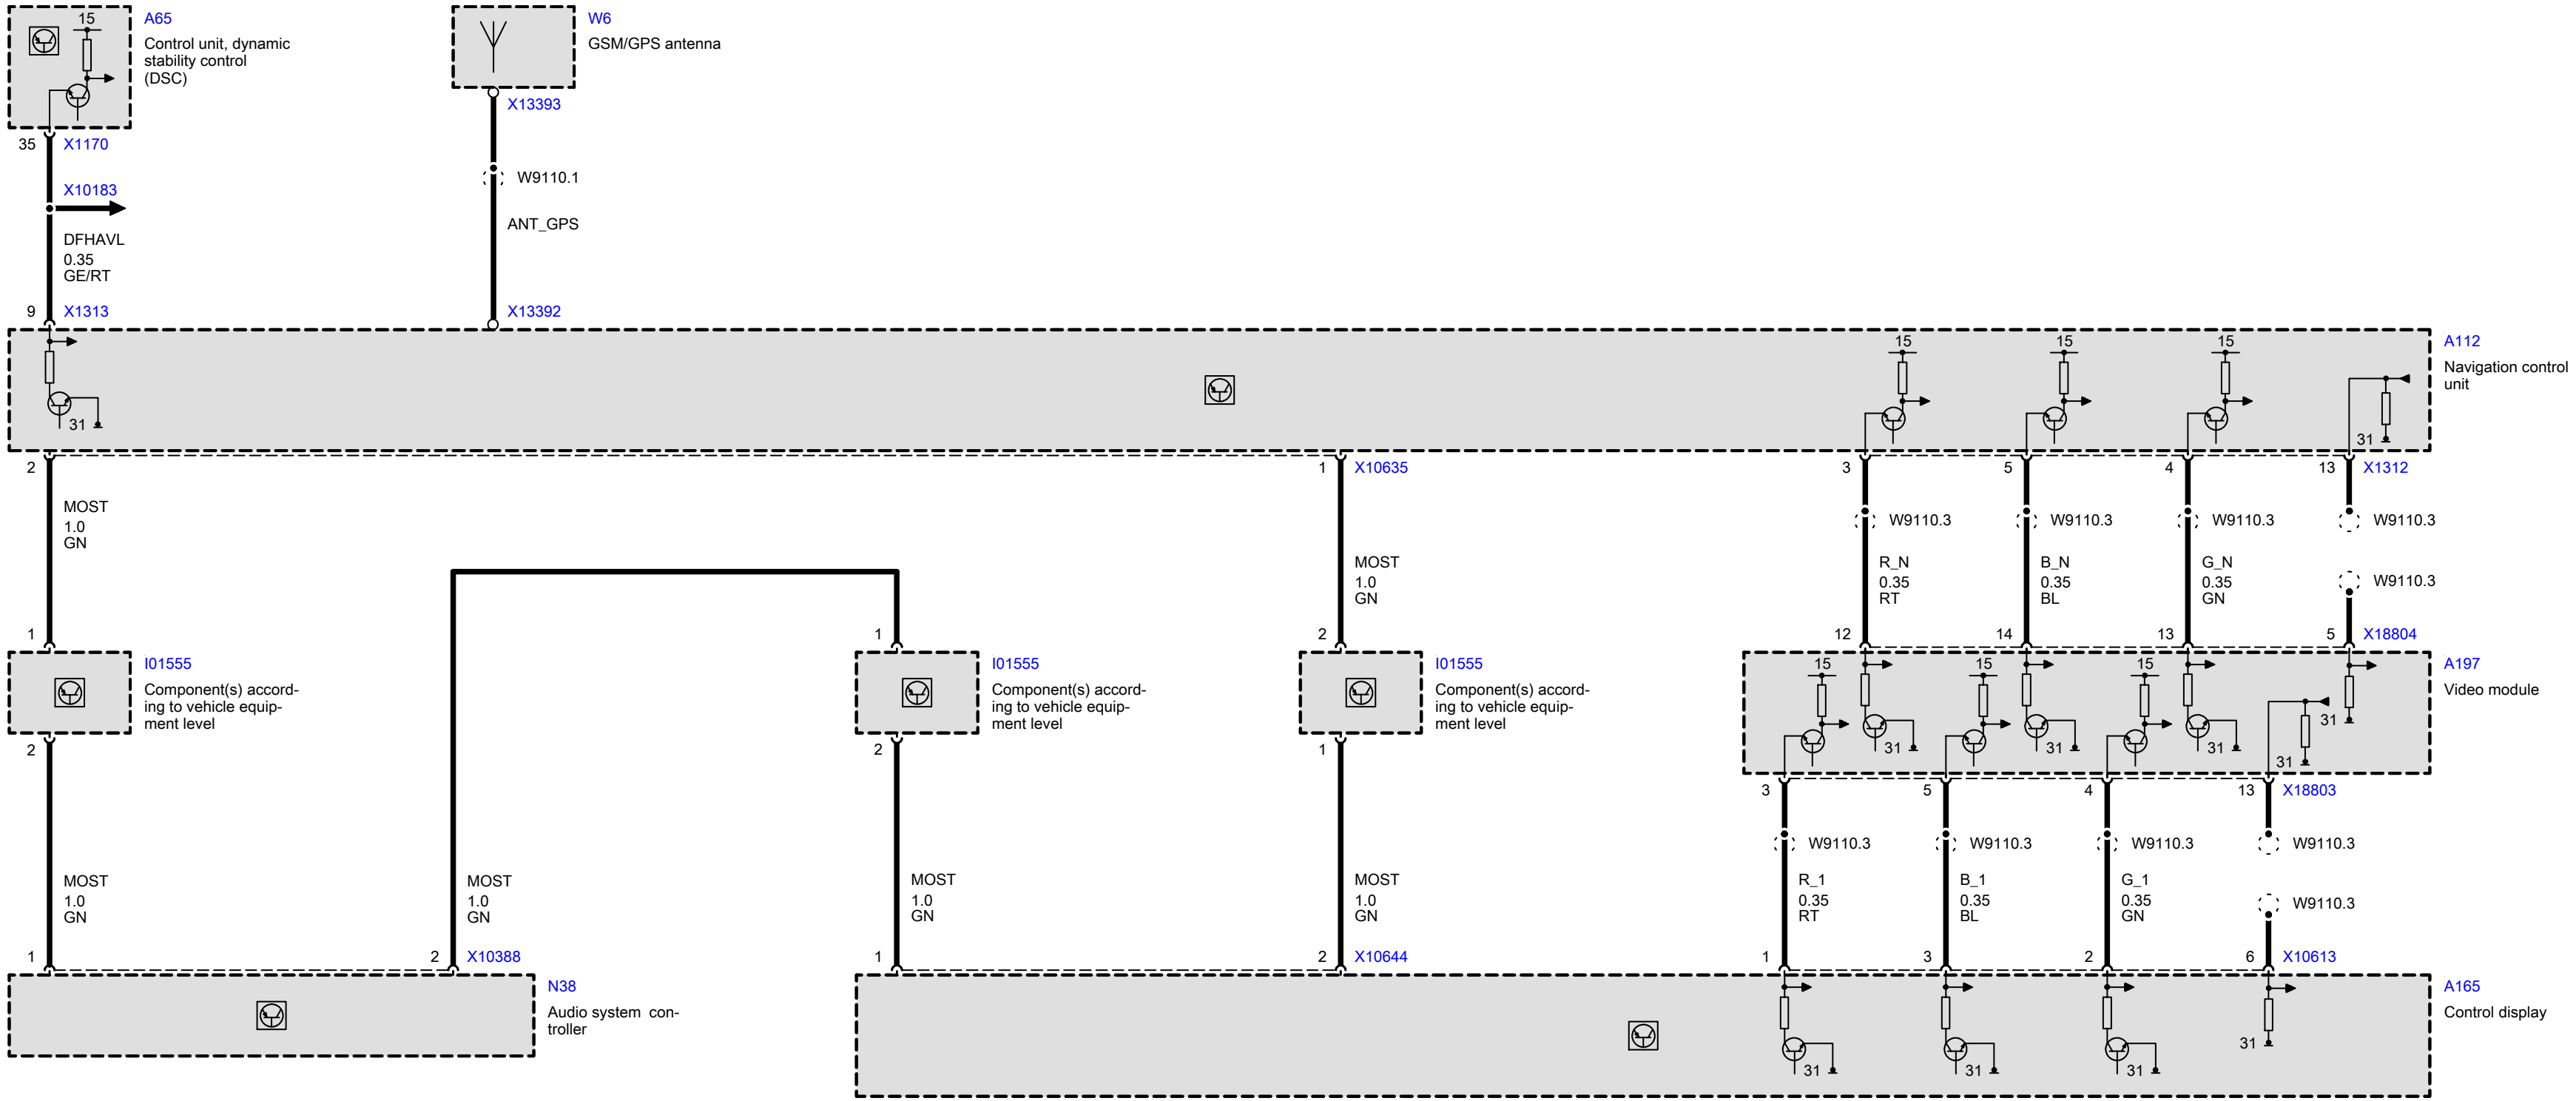 15
A65
Control unit, dynamic
stability control
(DSC)
W6
GSM/GPS antenna
35
X1170
X13393
X10183
W9110.1
ANT_GPS
DFHAVL
0.35
GE/RT
9
X1313
X13392
15
15
15
A112
Navigation control
unit
31
31
2
1
X10635
3
5
4
13
X1312
MOST
1.0
GN
W9110.3
W9110.3
W9110.3
W9110.3
MOST
1.0
GN
R_N
0.35
RT
B_N
0.35
BL
G_N
0.35
GN
W9110.3
1
1
2
12
14
13
5
X18804
I01555
Component(s) accord-
ing to vehicle equip-
ment level
I01555
Component(s) accord-
ing to vehicle equip-
ment level
I01555
Component(s) accord-
ing to vehicle equip-
ment level
15
15
15
A197
Video module
31
31
31
31
31
2
2
1
3
5
4
13
X18803
W9110.3
W9110.3
W9110.3
W9110.3
MOST
1.0
GN
MOST
1.0
GN
MOST
1.0
GN
MOST
1.0
GN
R_1
0.35
RT
B_1
0.35
BL
G_1
0.35
GN
W9110.3
1
2
X10388
1
2
X10644
1
3
2
6
X10613
N38
Audio system con-
troller
A165
Control display
31
31
31
31